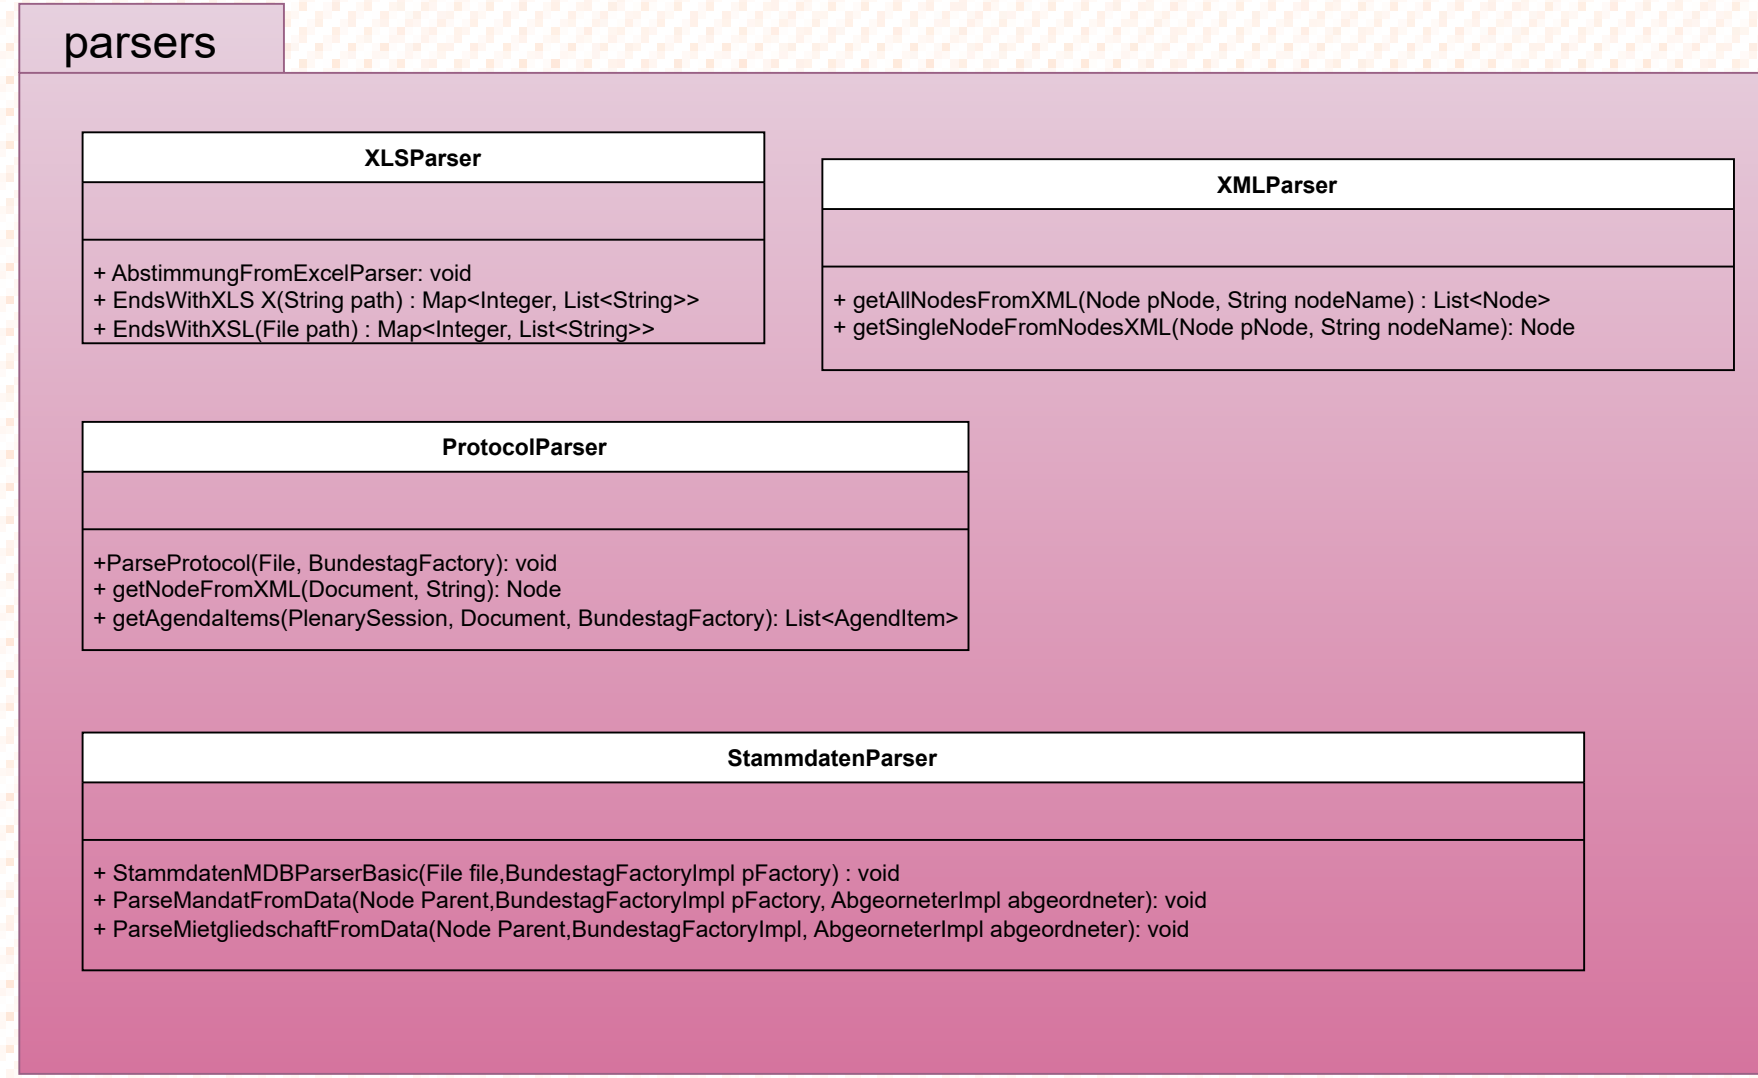 parsers
XLSParser
+ AbstimmungFromExcelParser: void
+ EndsWithXLS X(String path) : Map<Integer, List<String>>
+ EndsWithXSL(File path) : Map<Integer, List<String>>
XMLParser
+ getAllNodesFromXML(Node pNode, String nodeName) : List<Node>
+ getSingleNodeFromNodesXML(Node pNode, String nodeName): Node
ProtocolParser
+ParseProtocol(File, BundestagFactory): void
+ getNodeFromXML(Document, String): Node
+ getAgendaItems(PlenarySession, Document, BundestagFactory): List<AgendItem>
StammdatenParser
+ StammdatenMDBParserBasic(File file,BundestagFactoryImpl pFactory) : void
+ ParseMandatFromData(Node Parent,BundestagFactoryImpl pFactory, AbgeorneterImpl abgeordneter): void
+ ParseMietgliedschaftFromData(Node Parent,BundestagFactoryImpl, AbgeorneterImpl abgeordneter): void